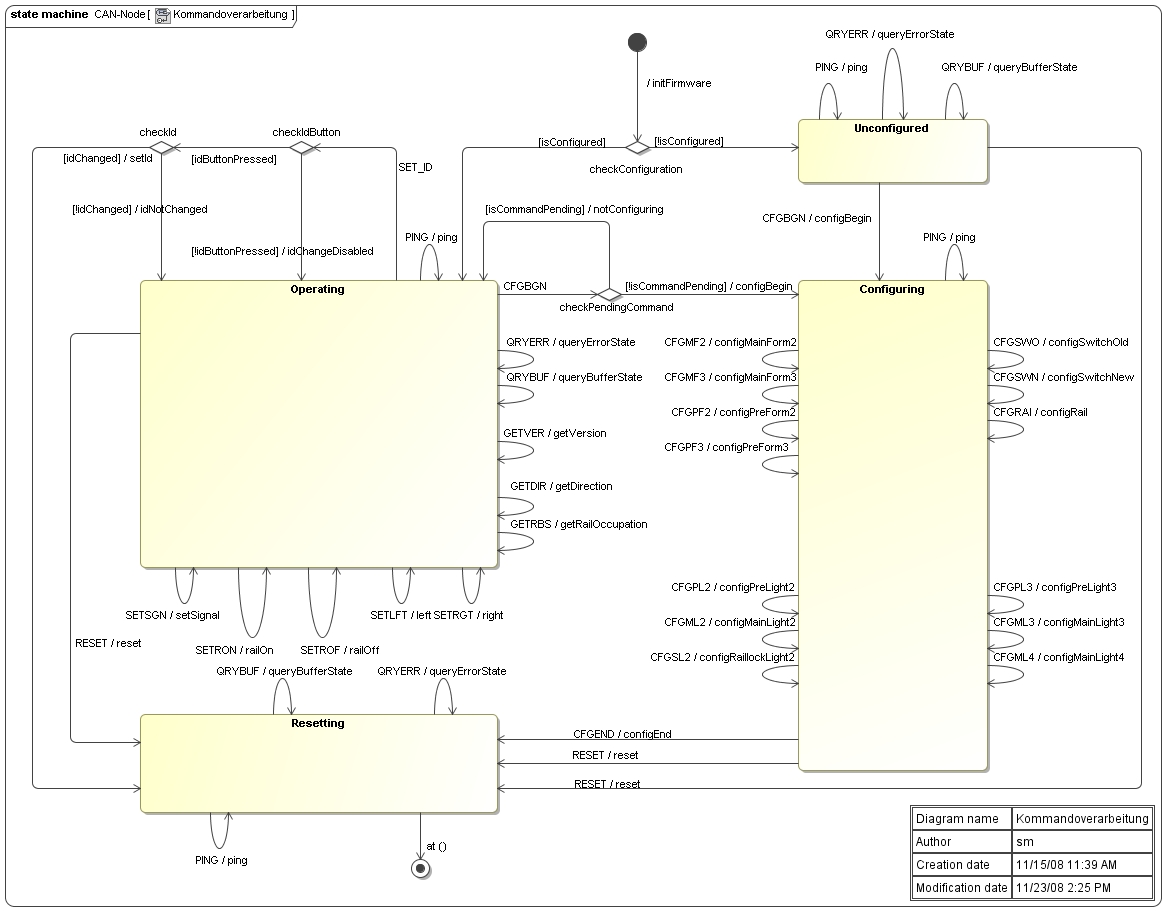 state machine CAN-Node [ Kommandoverarbeitung ]
QRYERR / queryErrorState
PING / ping
QRYBUF / queryBufferState
/ initFirmware
Unconfigured
checkId
checkIdButton
[isConfigured]
[!isConfigured]
[idChanged] / setId
[idButtonPressed]
SET_ID
checkConfiguration
[!idChanged] / idNotChanged
[isCommandPending] / notConfiguring
CFGBGN / configBegin
[!idButtonPressed] / idChangeDisabled
PING / ping
PING / ping
Operating
CFGBGN
[!isCommandPending] / configBegin
Configuring
checkPendingCommand
QRYERR / queryErrorState
CFGMF2 / configMainForm2
CFGSWO / configSwitchOld
QRYBUF / queryBufferState
CFGMF3 / configMainForm3
CFGSWN / configSwitchNew
CFGPF2 / configPreForm2
CFGRAI / configRail
GETVER / getVersion
CFGPF3 / configPreForm3
GETDIR / getDirection
GETRBS / getRailOccupation
CFGPL2 / configPreLight2
CFGPL3 / configPreLight3
SETSGN / setSignal
SETLFT / left
SETRGT / right
CFGML2 / configMainLight2
CFGML3 / configMainLight3
RESET / reset
SETRON / railOn
SETROF / railOff
CFGSL2 / configRaillockLight2
CFGML4 / configMainLight4
QRYBUF / queryBufferState
QRYERR / queryErrorState
Resetting
CFGEND / configEnd
RESET / reset
RESET / reset
PING / ping
at ()
Diagram name Kommandoverarbeitung
Author sm
Creation date 11/15/08 11:39 AM
Modification date 11/23/08 2:25 PM